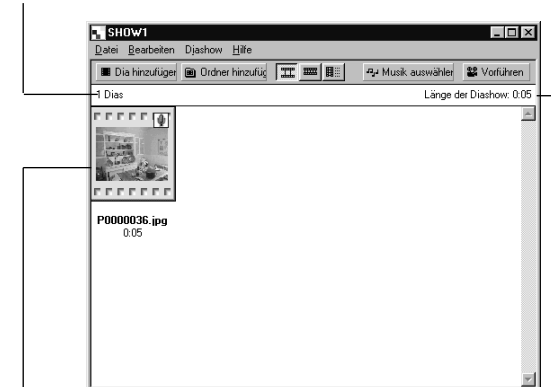 SHOW1
Datei Bearbeiten Djashow Hilfe
Dia hinzufüger Ordner hinzufüg Musik auswähler Vorführen
1 Dias Länge der Diashow: 0:05
P0000036.jpg
0:05